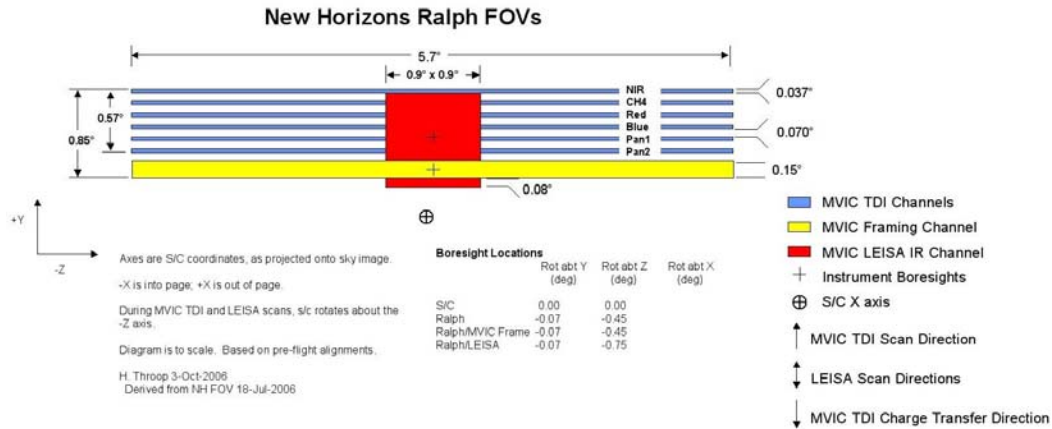 New Horizons Ralph FOVs
5.7°
0.9° x 0.9°
NIR
CH4
Red
Blue
Pan1
Pan2
0.037°
0.57°
0.85°
0.070°
0.15°
0.08°
+Y
-Z
Axes are S/C coordinates, as projected onto sky image.
-X is into page; +X is out of page.
During MVIC TDI and LEISA scans, s/c rotates about the
-Z axis.
Diagram is to scale. Based on pre-flight alignments.
H. Throop 3-Oct-2006
Derived from NH FOV 18-Jul-2006
Boresight Locations
Rot abt Y Rot abt Z Rot abt X
(deg) (deg) (deg)
S/C 0.00 0.00
Ralph -0.07 -0.45
Ralph/MVIC Frame -0.07 -0.45
Ralph/LEISA -0.07 -0.75
MVIC TDI Channels
MVIC Framing Channel
MVIC LEISA IR Channel
Instrument Boresights
S/C X axis
MVIC TDI Scan Direction
LEISA Scan Directions
MVIC TDI Charge Transfer Direction